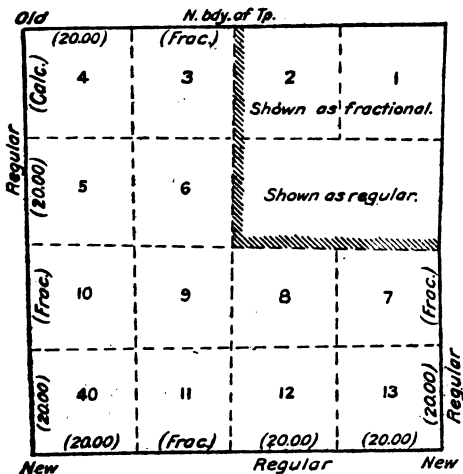 Old N. bdy. of Tp.
(20.00) (Frac.)
4 3 2 1
(Calc.)
Shown as fractional.
Regular
(20.00)
5 6
Shown as regular.
(Frac.)
10 9 8 7
(Frac.)
(20.00)
40 11 12 13
(20.00)
Regular
(20.00) (Frac.) (20.00) (20.00)
New Regular New